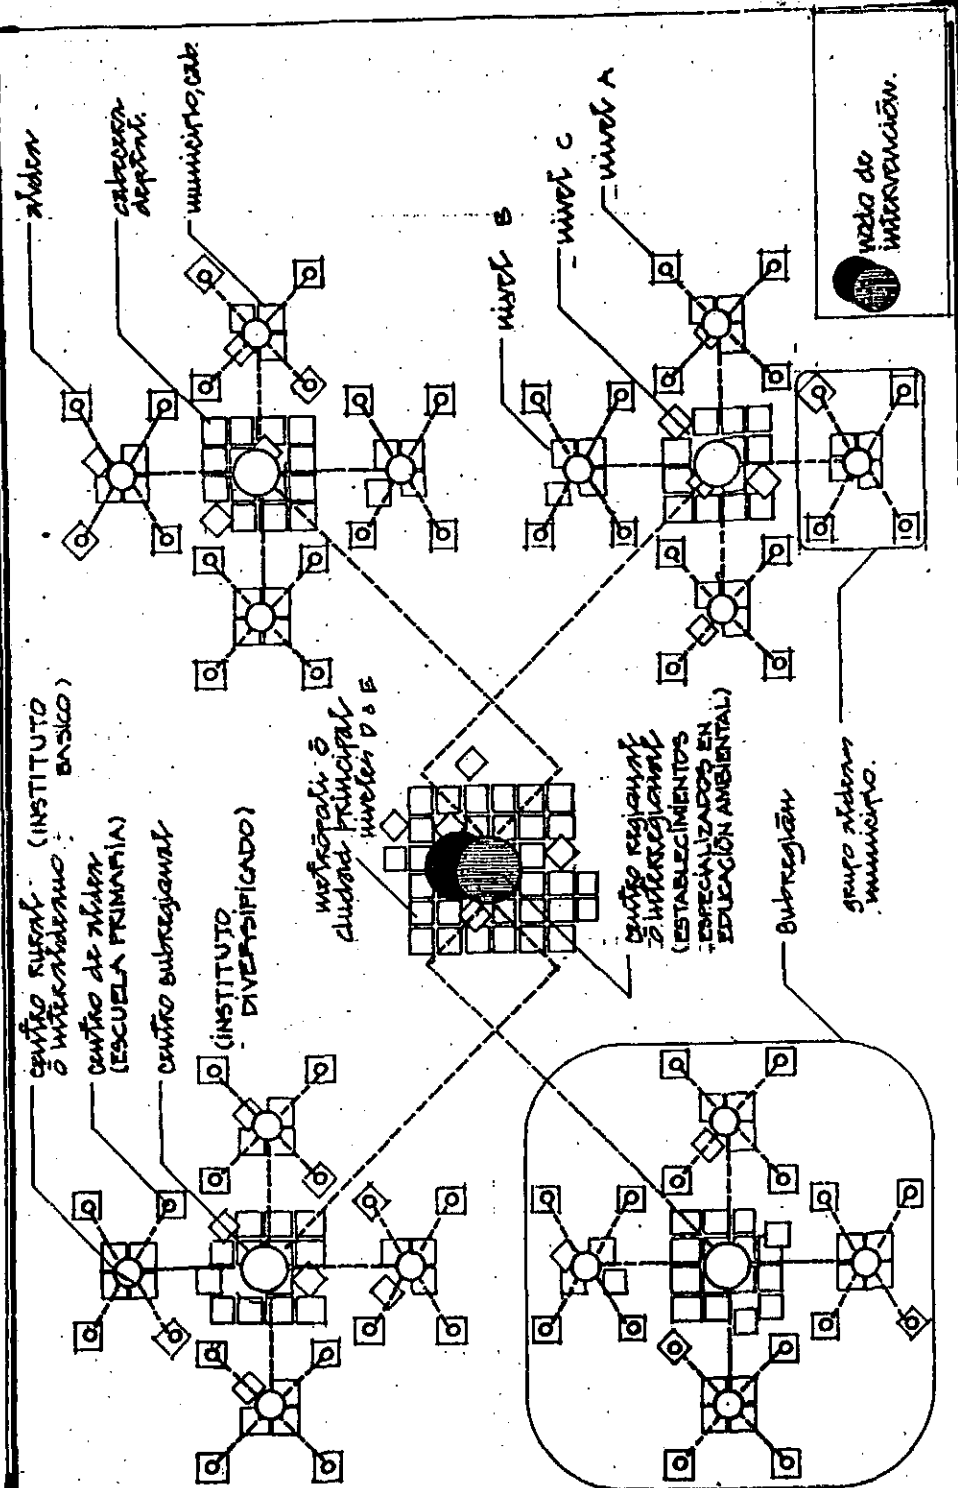 aldea
cabecera
deptal.
municipio, cab.
nivel B
- nivel C
- nivel A
nodo de
intervención.
centro rural - (INSTITUTO
ó interaldeano - BASICO)
centro de aldea
(ESCUELA PRIMARIA)
centro subregional
(INSTITUTO
DIVERSIFICADO)
metrópoli ó
ciudad principal
niveles D & E
centro regional
ó interregional
(ESTABLECIMIENTOS
-ESPECIALIZADOS EN
EDUCACIÓN AMBIENTAL)
subregión
grupo aldeas
municipio.